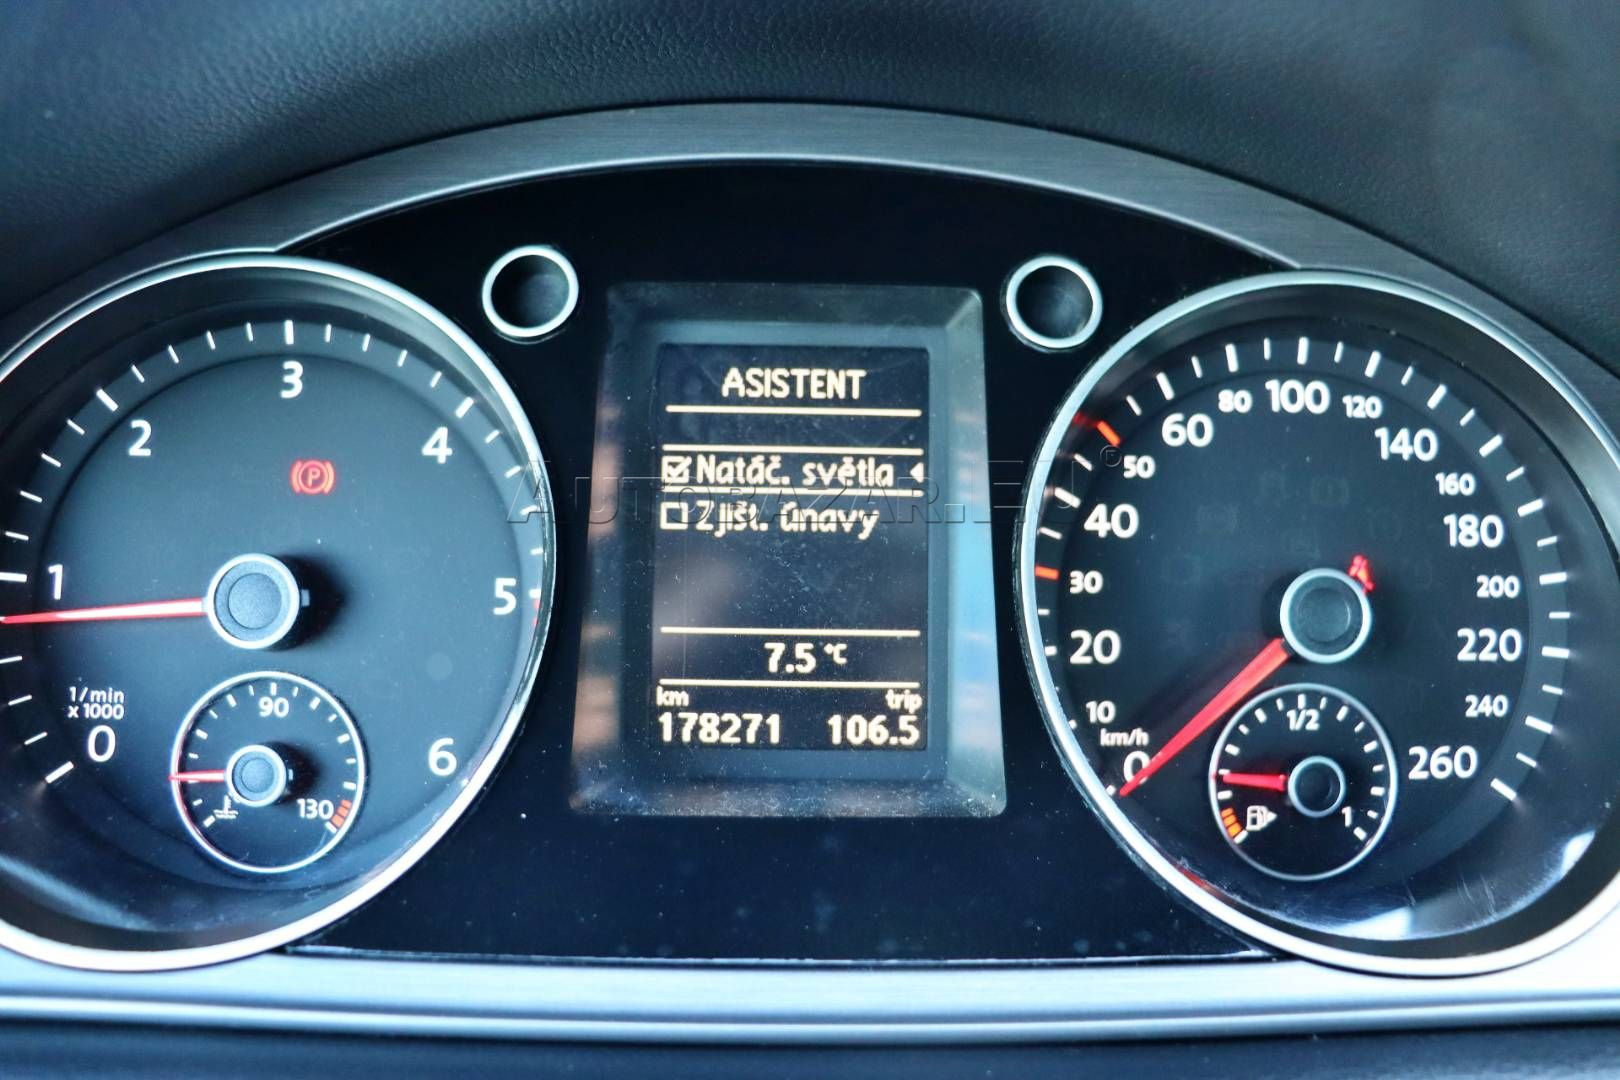 ASISTENT
Natáč. světla
Zjišt. únavy
7.5 °C
km trip
178271 106.5
AUTOBAZAR.EU®
0 1 2 3 4 5 6
1/min
x 1000
90
130
P
0 10 20 30 40 50 60 80 100 120 140 160 180 200 220 240 260
km/h
1/2
1